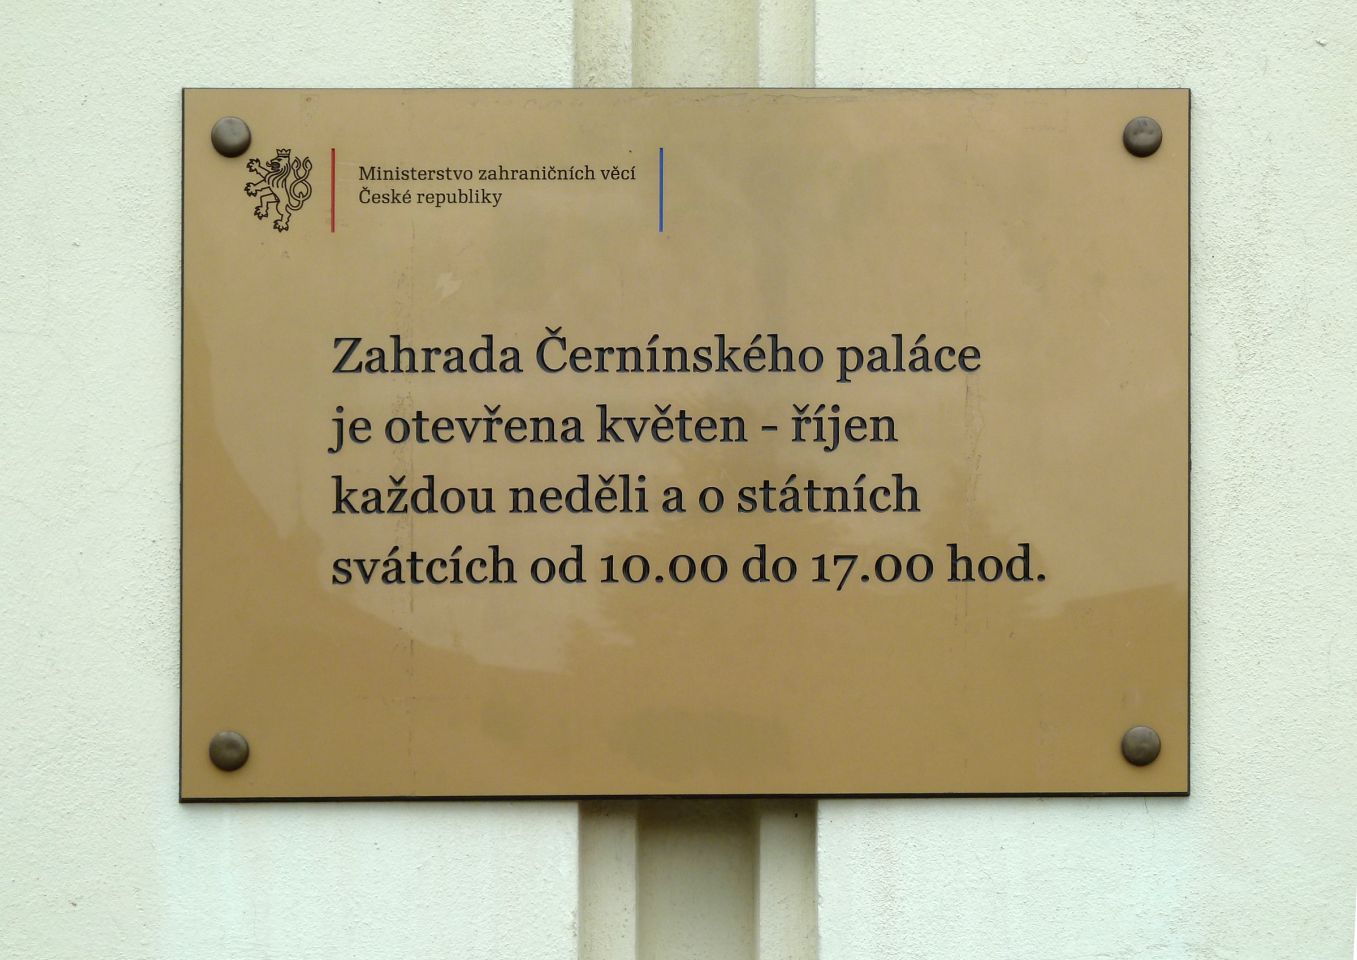 Ministerstvo zahraničních věcí
České republiky
Zahrada Černínského paláce
je otevřena květen - říjen
každou neděli a o státních
svátcích od 10.00 do 17.00 hod.